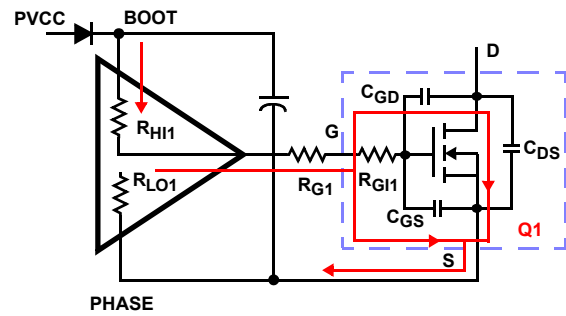 PVCC
BOOT
D
CGD
RHI1
G
CDS
RLO1
RG1
RGI1
CGS
Q1
S
PHASE